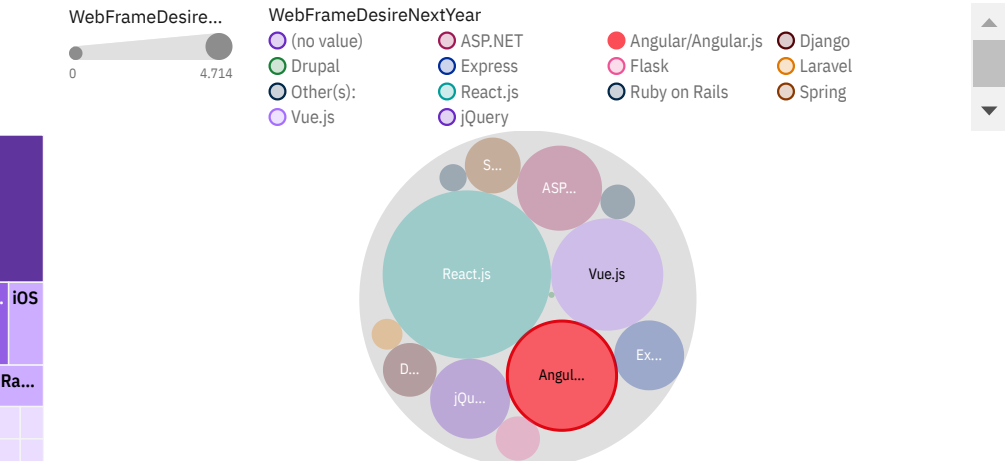 WebFrameDesire...
0 4.714
WebFrameDesireNextYear
(no value) ASP.NET Angular/Angular.js Django
Drupal Express Flask Laravel
Other(s): React.js Ruby on Rails Spring
Vue.js jQuery
S...
ASP...
React.js Vue.js
iOS
Ex...
D... Angul...
Ra...
jQu...